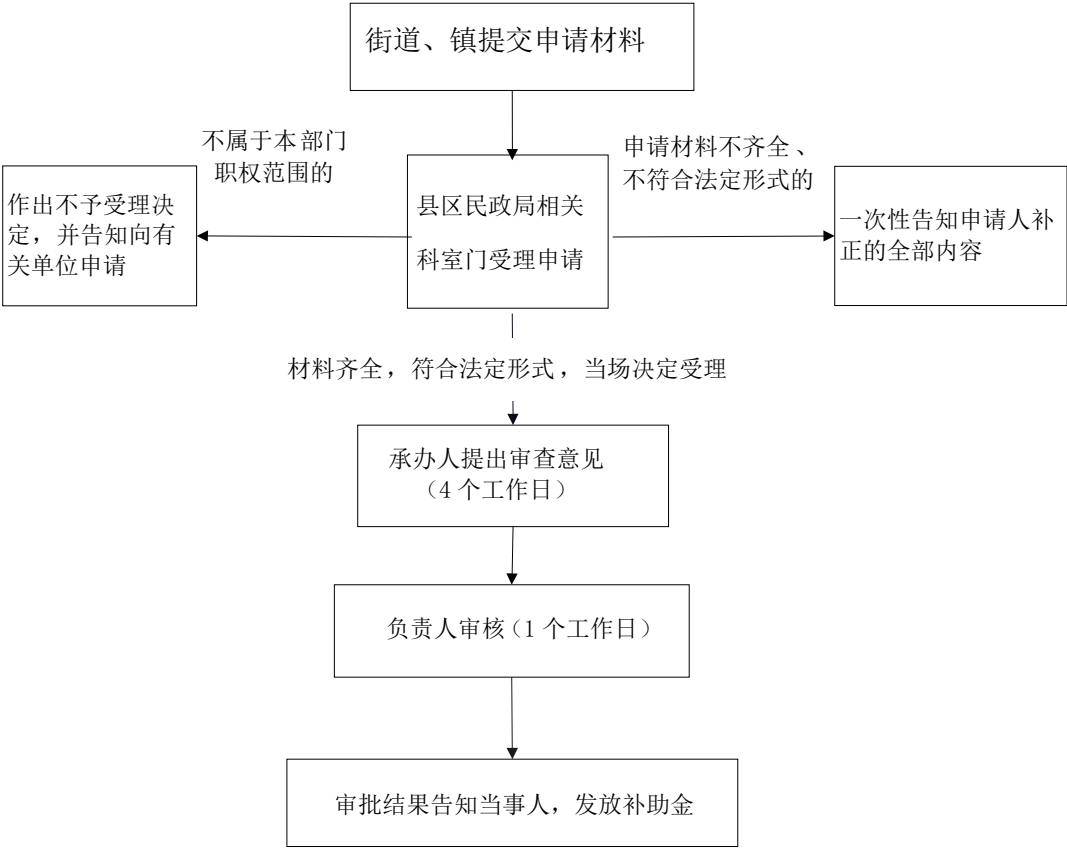 街道、镇提交申请材料
不属于本部门
职权范围的
申请材料不齐全、
不符合法定形式的
作出不予受理决
定，并告知向有
关单位申请
县区民政局相关
科室门受理申请
一次性告知申请人补
正的全部内容
材料齐全，符合法定形式，当场决定受理
承办人提出审查意见
（4个工作日）
负责人审核（1个工作日）
审批结果告知当事人，发放补助金